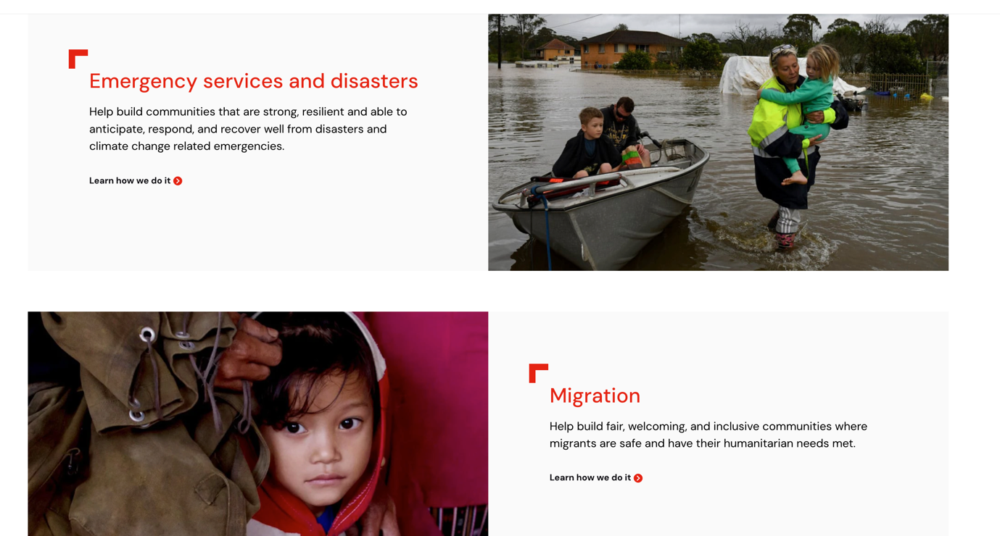 Emergency services and disasters
Help build communities that are strong, resilient and able to
anticipate, respond, and recover well from disasters and
climate change related emergencies.
Learn how we do it
Migration
Help build fair, welcoming, and inclusive communities where
migrants are safe and have their humanitarian needs met.
Learn how we do it